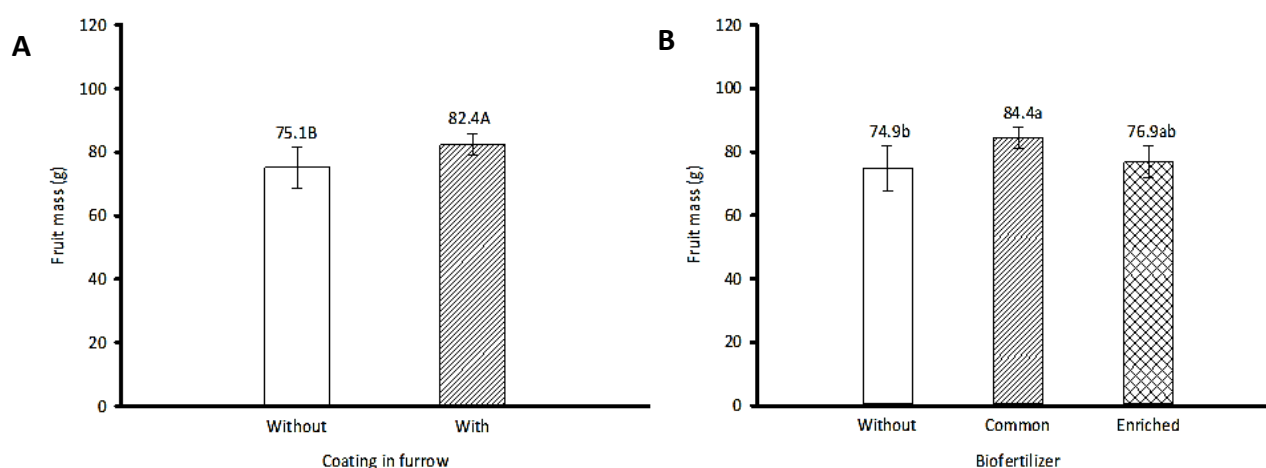 A
Fruit mass (g)
120
100
80
60
40
20
0
75.1B
82.4A
Without
With
Coating in furrow
B
Fruit mass (g)
120
100
80
60
40
20
0
74.9b
84.4a
76.9ab
Without
Common
Enriched
Biofertilizer